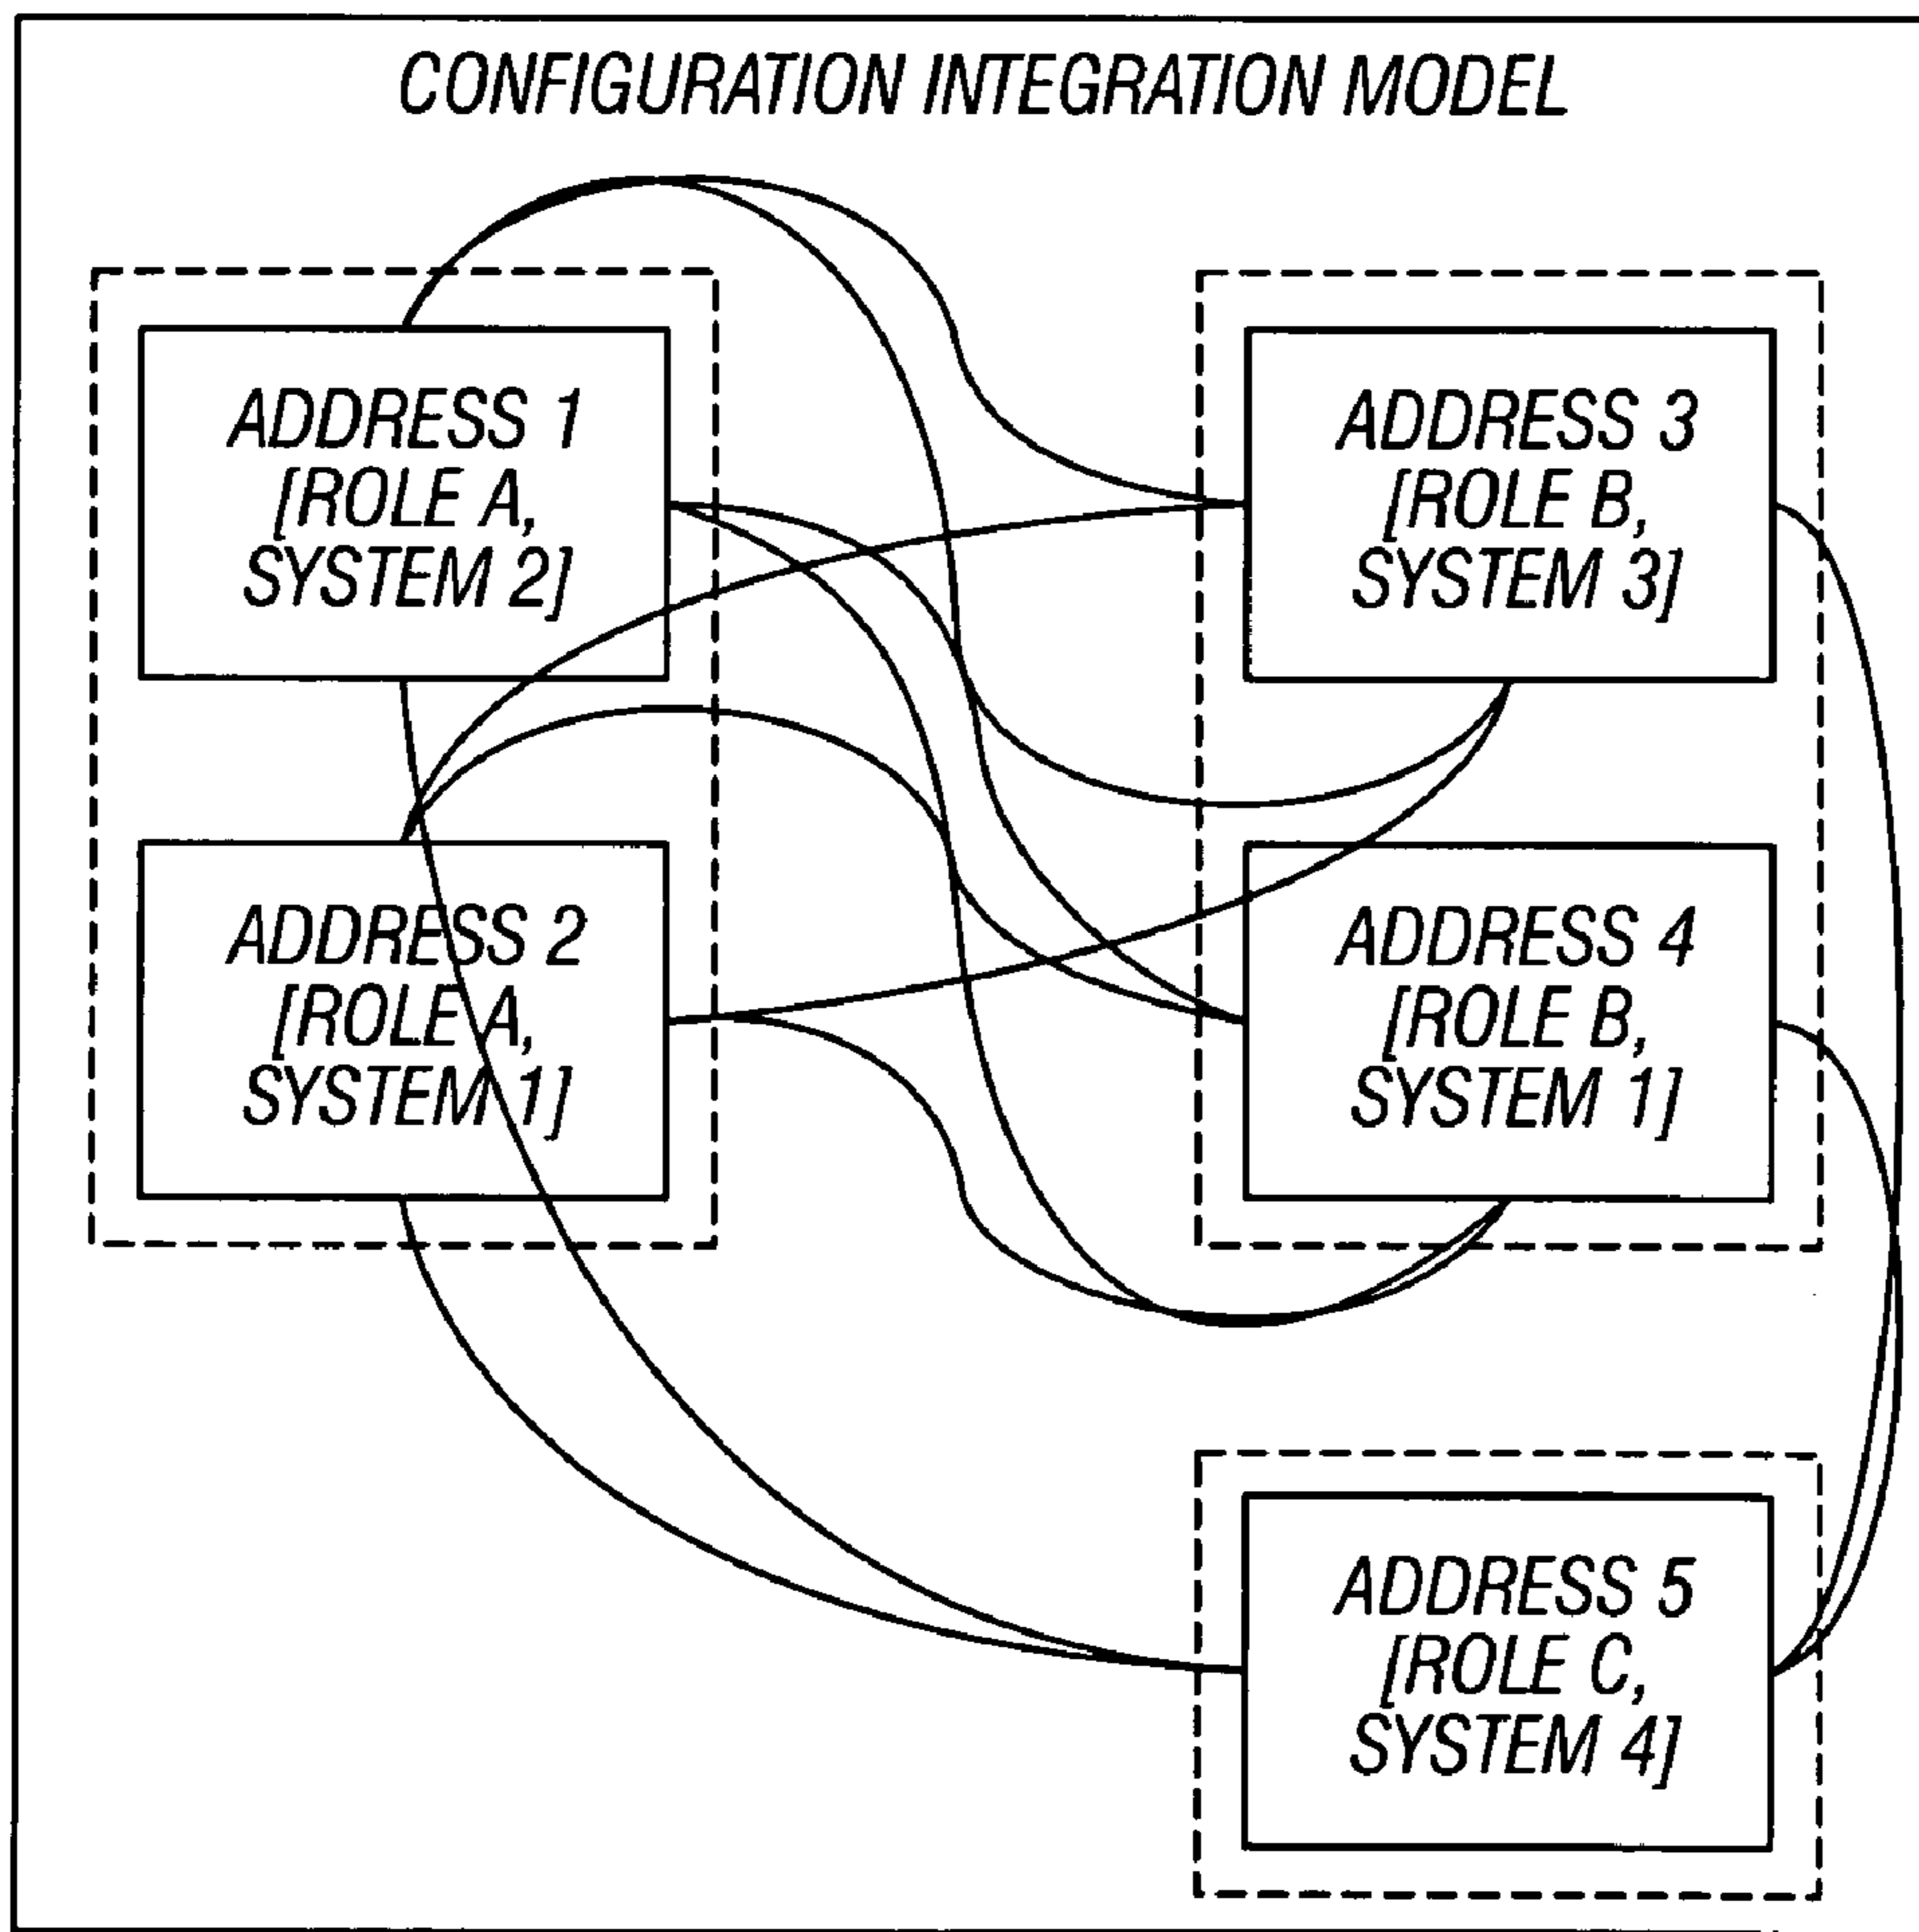 CONFIGURATION INTEGRATION MODEL
ADDRESS 1
[ROLE A,
SYSTEM 2]
ADDRESS 2
[ROLE A,
SYSTEM 1]
ADDRESS 3
[ROLE B,
SYSTEM 3]
ADDRESS 4
[ROLE B,
SYSTEM 1]
ADDRESS 5
[ROLE C,
SYSTEM 4]